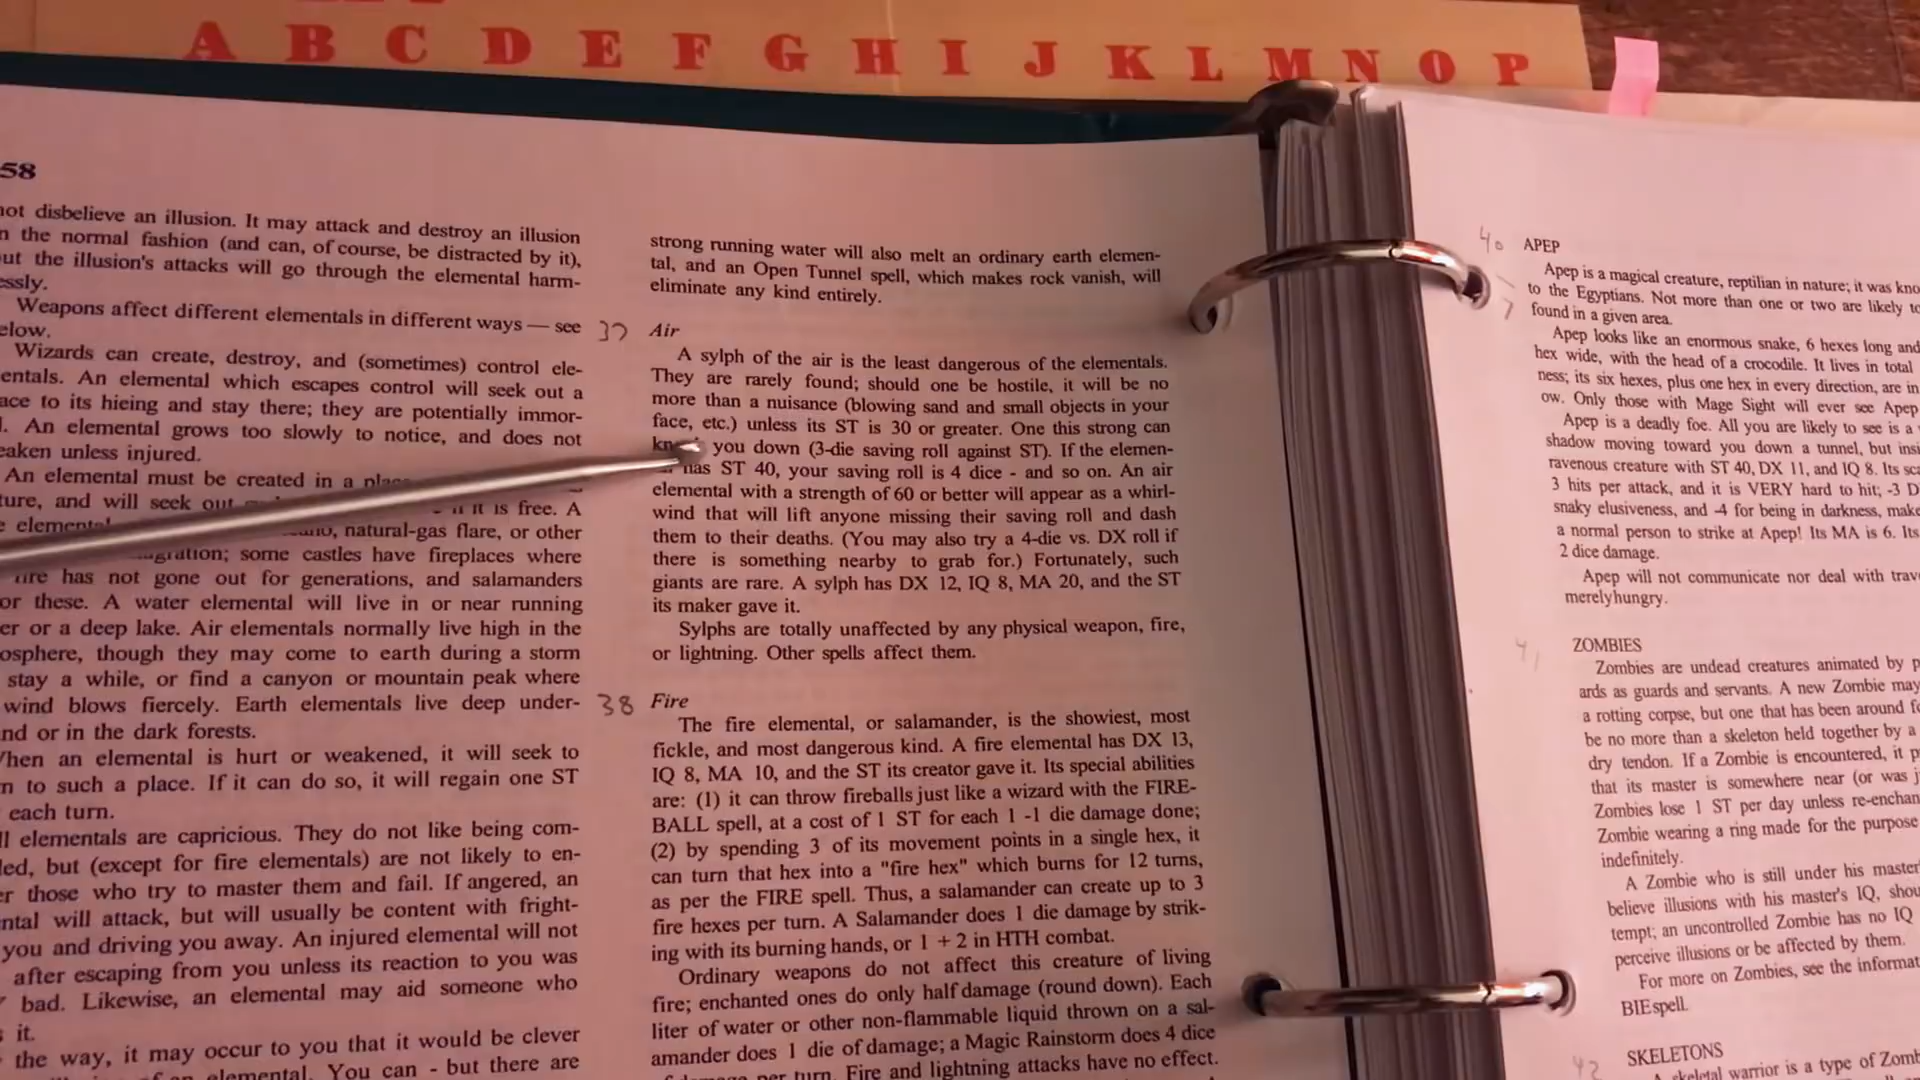 A B C D E F G H I J K L M N O P
58
not disbelieve an illusion. It may attack and destroy an illusion
the normal fashion (and can, of course, be distracted by it),
but the illusion's attacks will go through the elemental harm-
Weapons affect different elementals in different ways — see
Wizards can create, destroy, and (sometimes) control ele-
entals. An elemental which escapes control will seek out a
ace to its hieing and stay there; they are potentially immor-
. An elemental grows too slowly to notice, and does not
eaken unless injured.
An elemental must be created in a
ture, and will seek out if it is free. A
natural-gas flare, or other
some castles have fireplaces where
fire has not gone out for generations, and salamanders
or these. A water elemental will live in or near running
er or a deep lake. Air elementals normally live high in the
osphere, though they may come to earth during a storm
stay a while, or find a canyon or mountain peak where
wind blows fiercely. Earth elementals live deep under-
nd or in the dark forests.
When an elemental is hurt or weakened, it will seek to
n to such a place. If it can do so, it will regain one ST
each turn.
ll elementals are capricious. They do not like being com-
led, but (except for fire elementals) are not likely to en-
er those who try to master them and fail. If angered, an
ntal will attack, but will usually be content with fright-
you and driving you away. An injured elemental will not
after escaping from you unless its reaction to you was
bad. Likewise, an elemental may aid someone who
it.
the way, it may occur to you that it would be clever
elemental. You can - but there are
strong running water will also melt an ordinary earth elemen-
tal, and an Open Tunnel spell, which makes rock vanish, will
eliminate any kind entirely.
37 Air
A sylph of the air is the least dangerous of the elementals.
They are rarely found; should one be hostile, it will be no
more than a nuisance (blowing sand and small objects in your
face, etc.) unless its ST is 30 or greater. One this strong can
you down (3-die saving roll against ST). If the elemen-
has ST 40, your saving roll is 4 dice - and so on. An air
elemental with a strength of 60 or better will appear as a whirl-
wind that will lift anyone missing their saving roll and dash
them to their deaths. (You may also try a 4-die vs. DX roll if
there is something nearby to grab for.) Fortunately, such
giants are rare. A sylph has DX 12, IQ 8, MA 20, and the ST
its maker gave it.
Sylphs are totally unaffected by any physical weapon, fire,
or lightning. Other spells affect them.
38 Fire
The fire elemental, or salamander, is the showiest, most
fickle, and most dangerous kind. A fire elemental has DX 13,
IQ 8, MA 10, and the ST its creator gave it. Its special abilities
are: (1) it can throw fireballs just like a wizard with the FIRE-
BALL spell, at a cost of 1 ST for each 1 -1 die damage done;
(2) by spending 3 of its movement points in a single hex, it
can turn that hex into a "fire hex" which burns for 12 turns,
as per the FIRE spell. Thus, a salamander can create up to 3
fire hexes per turn. A Salamander does 1 die damage by strik-
ing with its burning hands, or 1 + 2 in HTH combat.
Ordinary weapons do not affect this creature of living
fire; enchanted ones do only half damage (round down). Each
liter of water or other non-flammable liquid thrown on a sal-
amander does 1 die of damage; a Magic Rainstorm does 4 dice
per turn. Fire and lightning attacks have no effect.
40 APEP
Apep is a magical creature, reptilian in nature; it was kno
to the Egyptians. Not more than one or two are likely to
found in a given area.
Apep looks like an enormous snake, 6 hexes long and
hex wide, with the head of a crocodile. It lives in total
ness; its six hexes, plus one hex in every direction, are in
ow. Only those with Mage Sight will ever see Apep
Apep is a deadly foe. All you are likely to see is a
shadow moving toward you down a tunnel, but insi
ravenous creature with ST 40, DX 11, and IQ 8. Its sca
3 hits per attack, and it is VERY hard to hit; -3 D
snaky elusiveness, and -4 for being in darkness, make
a normal person to strike at Apep! Its MA is 6. Its
2 dice damage.
Apep will not communicate nor deal with trav
merelyhungry.
41 ZOMBIES
Zombies are undead creatures animated by
ards as guards and servants. A new Zombie may
a rotting corpse, but one that has been around fo
be no more than a skeleton held together by a
dry tendon. If a Zombie is encountered, it p
that its master is somewhere near (or was j
Zombies lose 1 ST per day unless re-enchan
Zombie wearing a ring made for the purpose
indefinitely.
A Zombie who is still under his master
believe illusions with his master's IQ, shou
tempt; an uncontrolled Zombie has no IQ
perceive illusions or be affected by them.
For more on Zombies, see the informat
BIE spell.
42 SKELETONS
A skeletal warrior is a type of Zomb